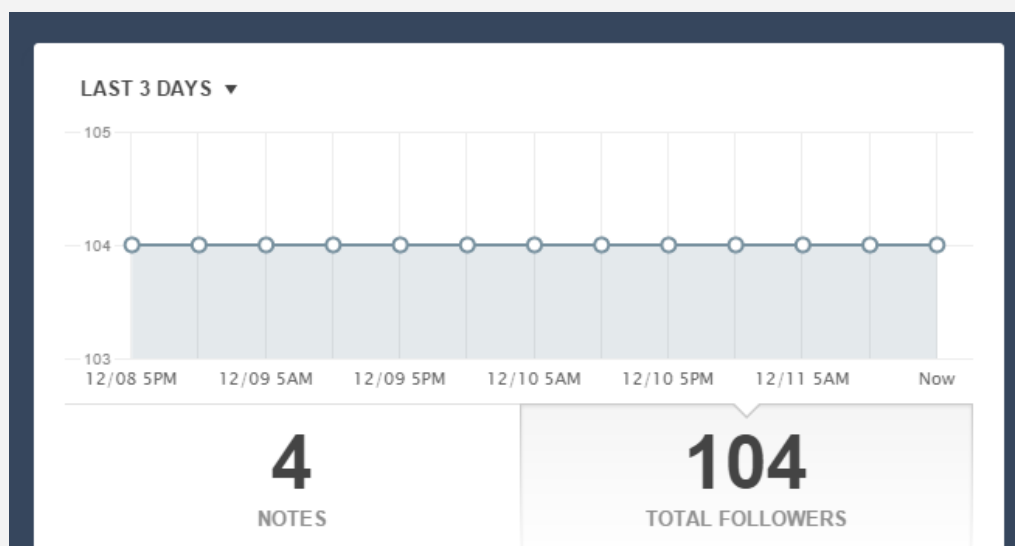 LAST 3 DAYS
105
104
103
12/08 5PM 12/09 5AM 12/09 5PM 12/10 5AM 12/10 5PM 12/11 5AM Now
4 104
NOTES TOTAL FOLLOWERS